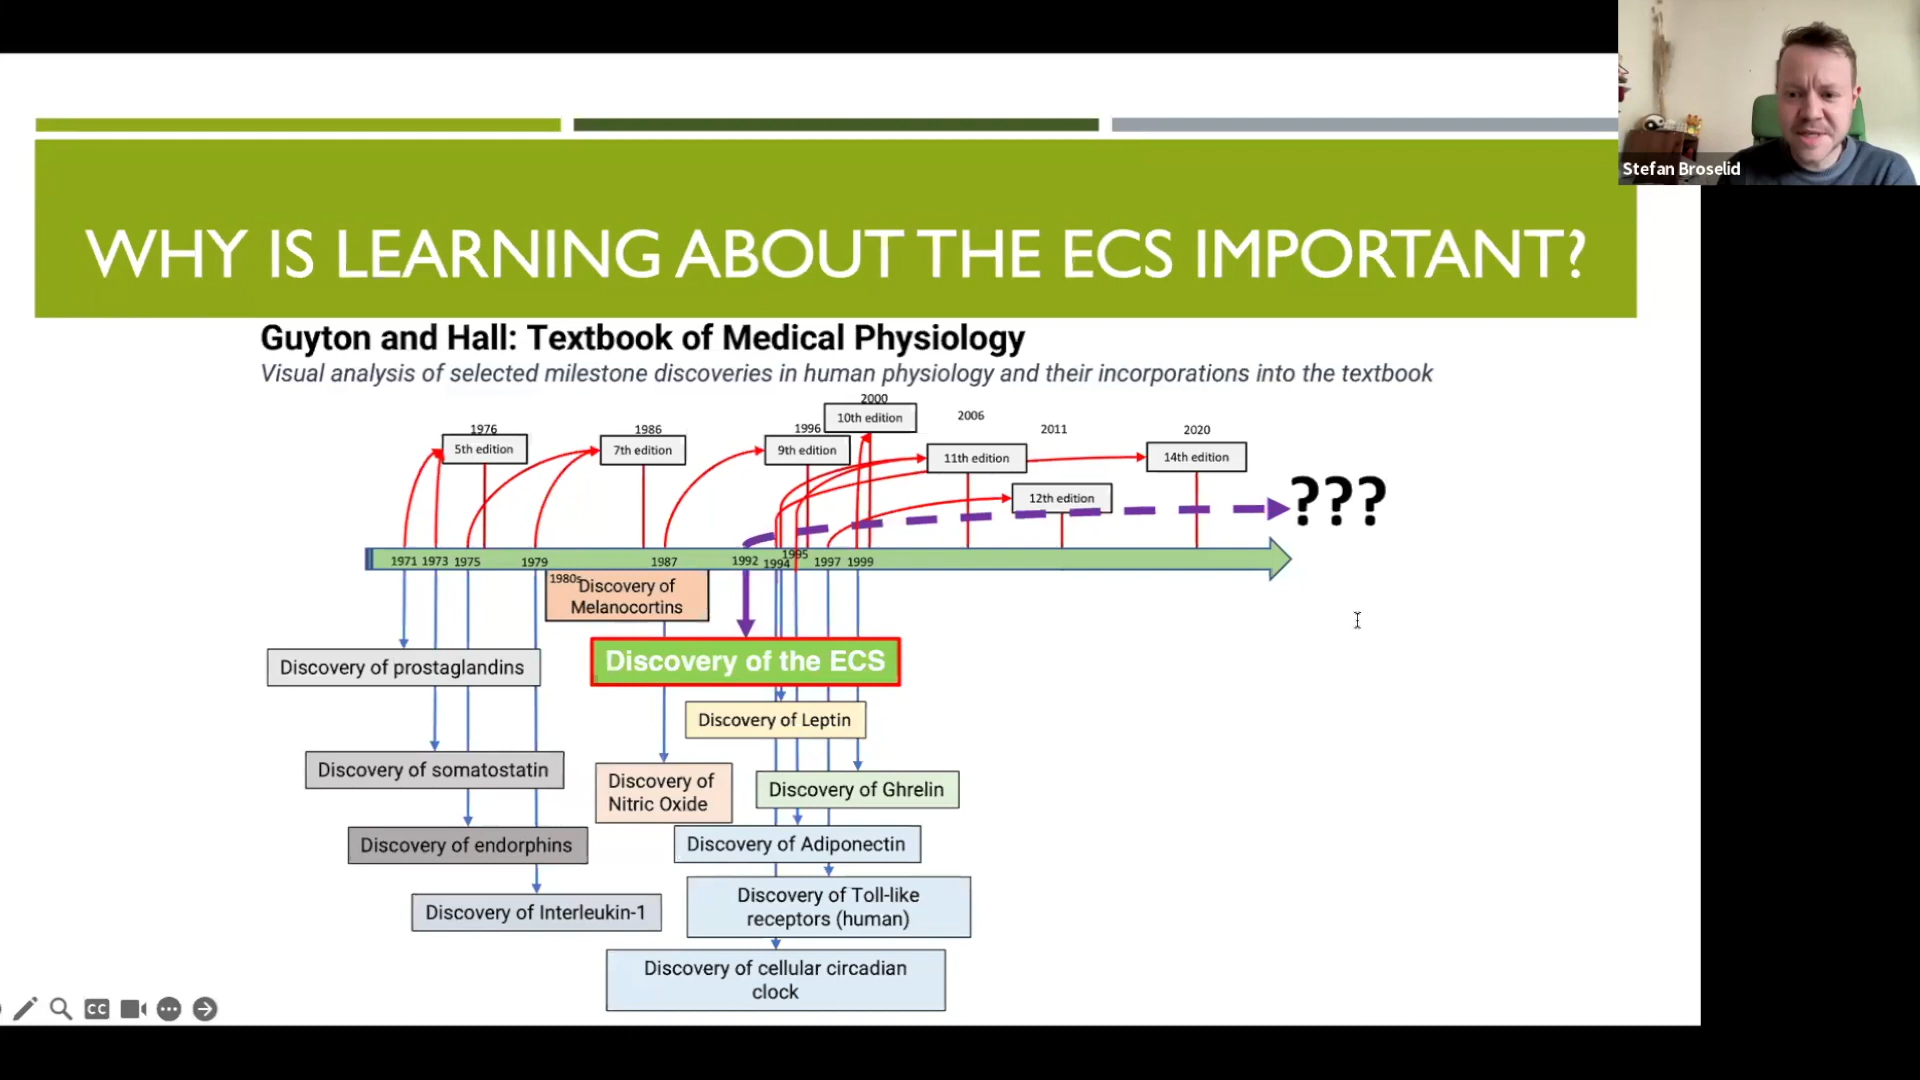 Stefan Broselid
WHY IS LEARNING ABOUT THE ECS IMPORTANT?
Guyton and Hall: Textbook of Medical Physiology
Visual analysis of selected milestone discoveries in human physiology and their incorporations into the textbook
1976
5th edition
1986
7th edition
1996
9th edition
2000
10th edition
2006
11th edition
2011
12th edition
2020
14th edition
???
1971
1973
1975
1979
1980s
1987
1992
1994
1995
1997
1999
Discovery of
Melanocortins
Discovery of prostaglandins
Discovery of the ECS
Discovery of Leptin
Discovery of somatostatin
Discovery of
Nitric Oxide
Discovery of Ghrelin
Discovery of endorphins
Discovery of Adiponectin
Discovery of Interleukin-1
Discovery of Toll-like
receptors (human)
Discovery of cellular circadian
clock
CC